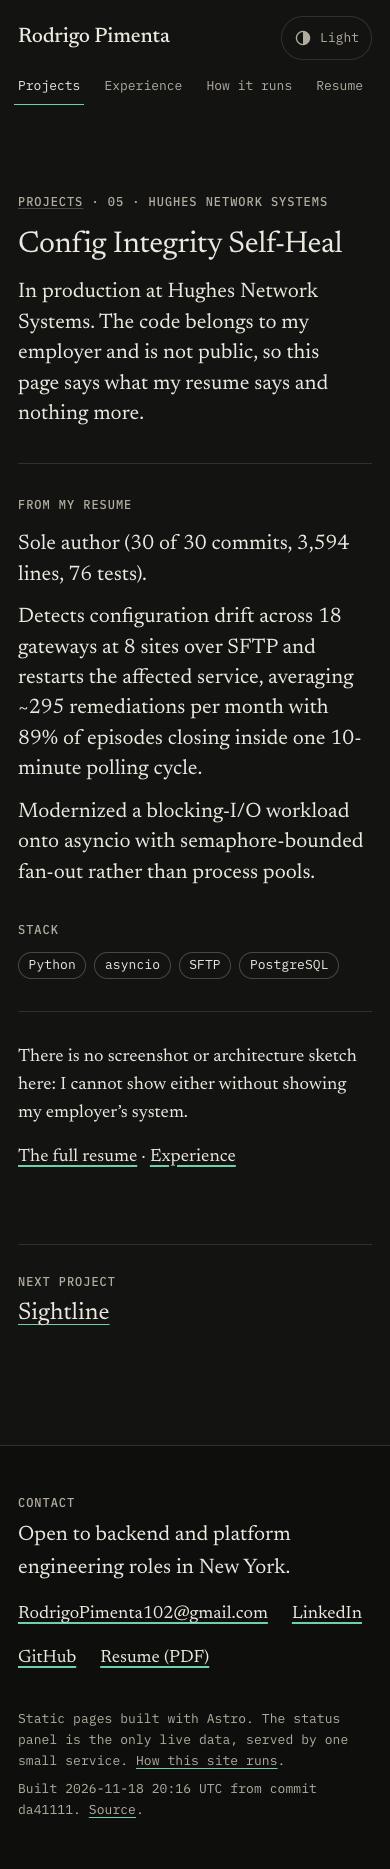 Rodrigo Pimenta
Light
Projects Experience How it runs Resume
PROJECTS · 05 · HUGHES NETWORK SYSTEMS
Config Integrity Self-Heal
In production at Hughes Network
Systems. The code belongs to my
employer and is not public, so this
page says what my resume says and
nothing more.
FROM MY RESUME
Sole author (30 of 30 commits, 3,594
lines, 76 tests).
Detects configuration drift across 18
gateways at 8 sites over SFTP and
restarts the affected service, averaging
~295 remediations per month with
89% of episodes closing inside one 10-
minute polling cycle.
Modernized a blocking-I/O workload
onto asyncio with semaphore-bounded
fan-out rather than process pools.
STACK
Python asyncio SFTP PostgreSQL
There is no screenshot or architecture sketch
here: I cannot show either without showing
my employer’s system.
The full resume · Experience
NEXT PROJECT
Sightline
CONTACT
Open to backend and platform
engineering roles in New York.
RodrigoPimenta102@gmail.com LinkedIn
GitHub Resume (PDF)
Static pages built with Astro. The status
panel is the only live data, served by one
small service. How this site runs.
Built 2026-11-18 20:16 UTC from commit
da41111. Source.